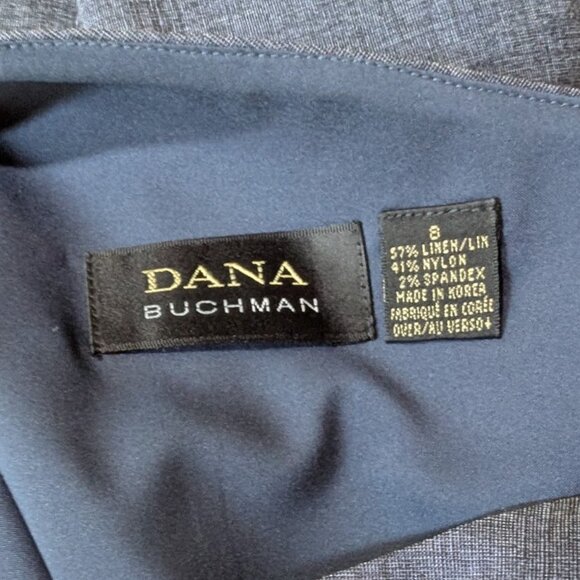 DANA
BUCHMAN
8
57% LINEN/LIN
41% NYLON
2% SPANDEX
MADE IN KOREA
FABRIQUÉ EN CORÉE
OVER/AU VERSO↓